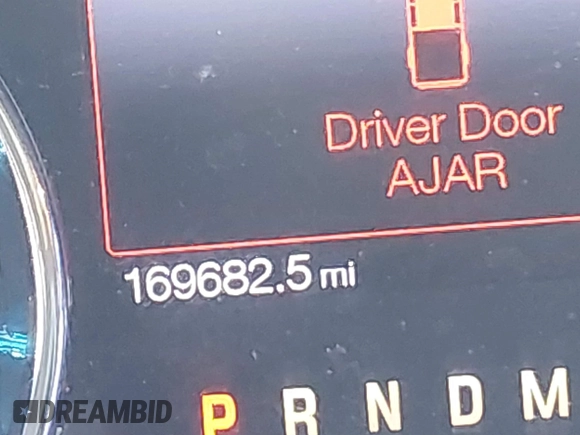 Driver Door
AJAR
169682.5 mi
P R N D M
DREAMBID